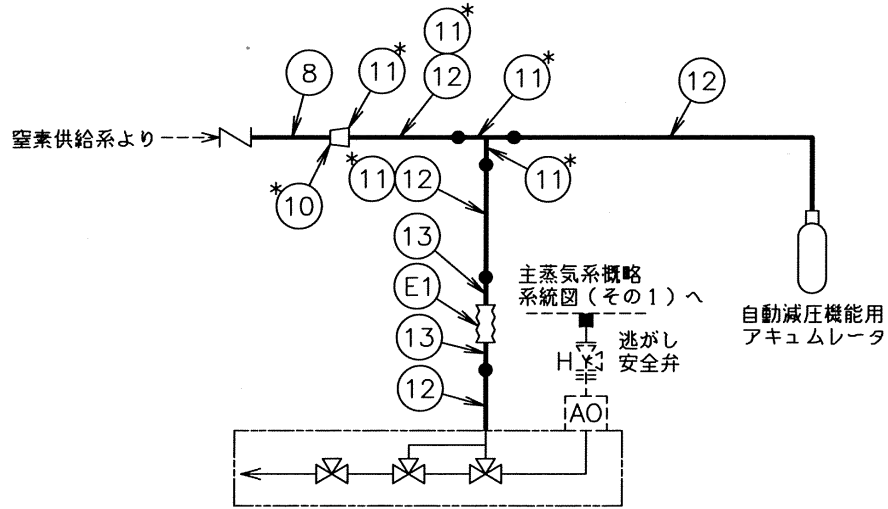 11*
8
11*
12
11*
12
窒素供給系より
*10
*11
12
11*
13
E1
主蒸気系概略
系統図(その1)へ
自動減圧機能用
アキュムレータ
13
逃がし
安全弁
H
12
AO